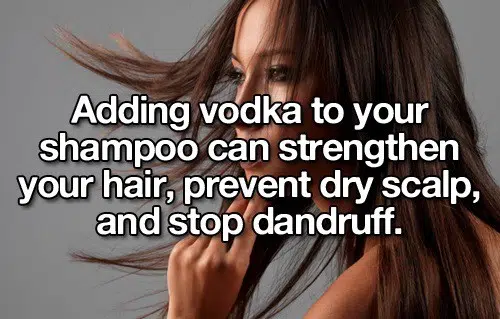 Adding vodka to your
shampoo can strengthen
your hair, prevent dry scalp,
and stop dandruff.